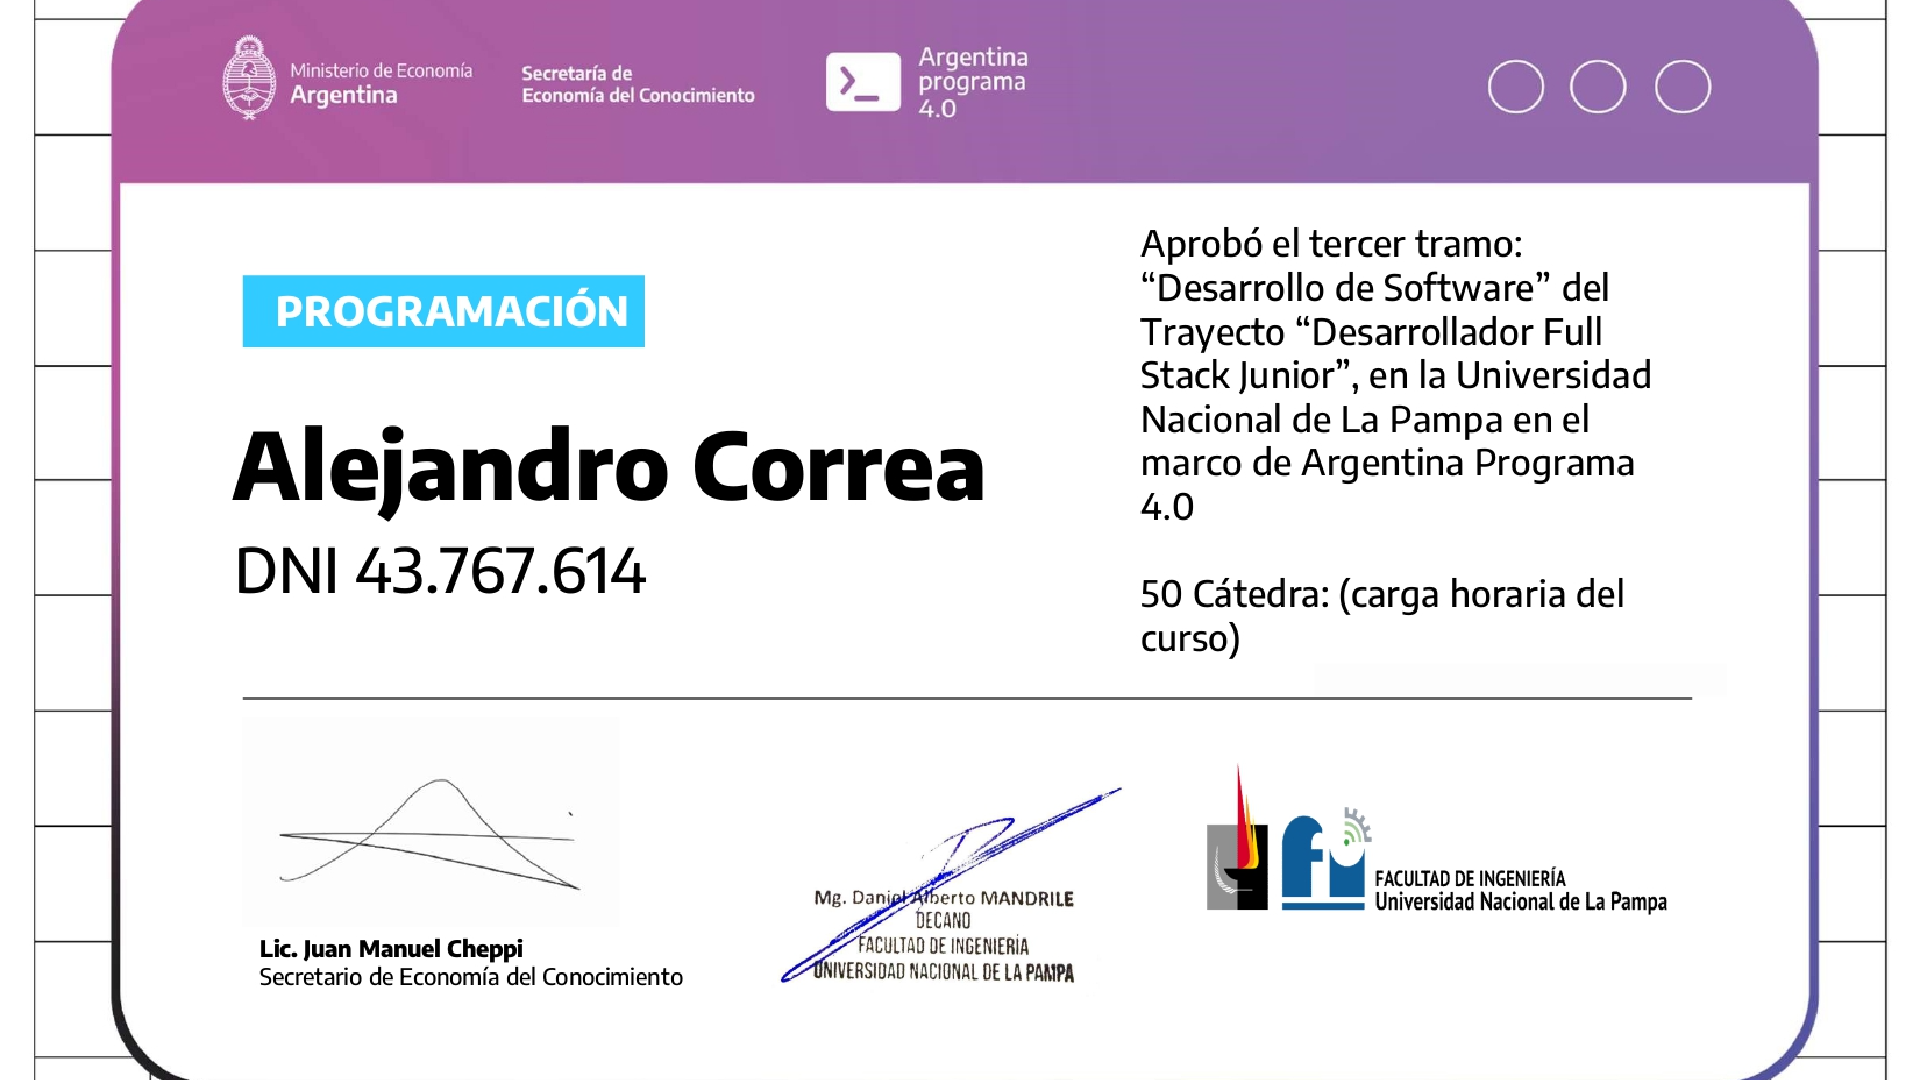 Ministerio de Economía
Argentina
Secretaría de
Economía del Conocimiento
Argentina
programa
4.0
PROGRAMACIÓN
Alejandro Correa
DNI 43.767.614
Aprobó el tercer tramo:
“Desarrollo de Software” del
Trayecto “Desarrollador Full
Stack Junior”, en la Universidad
Nacional de La Pampa en el
marco de Argentina Programa
4.0
50 Cátedra: (carga horaria del
curso)
Lic. Juan Manuel Cheppi
Secretario de Economía del Conocimiento
Mg. Daniel Alberto MANDRILE
DECANO
FACULTAD DE INGENIERÍA
UNIVERSIDAD NACIONAL DE LA PAMPA
FACULTAD DE INGENIERÍA
Universidad Nacional de La Pampa